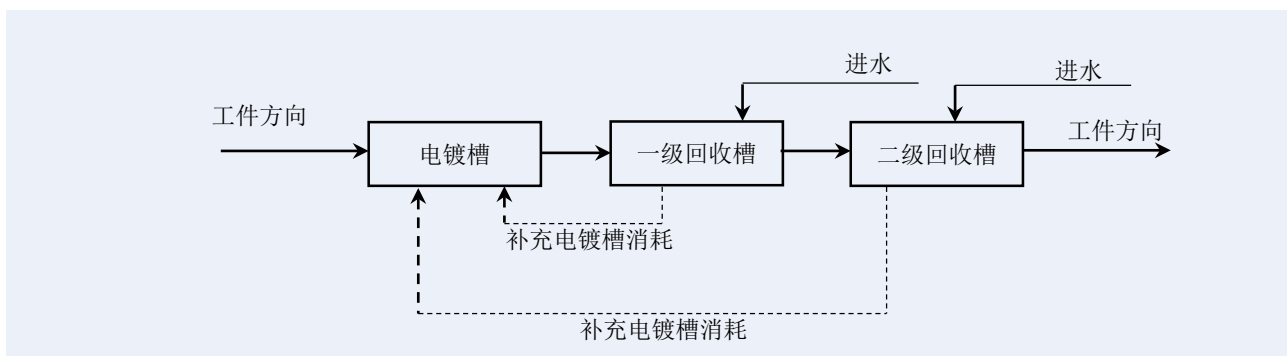 进水
进水
工件方向
工件方向
电镀槽
一级回收槽
二级回收槽
补充电镀槽消耗
补充电镀槽消耗